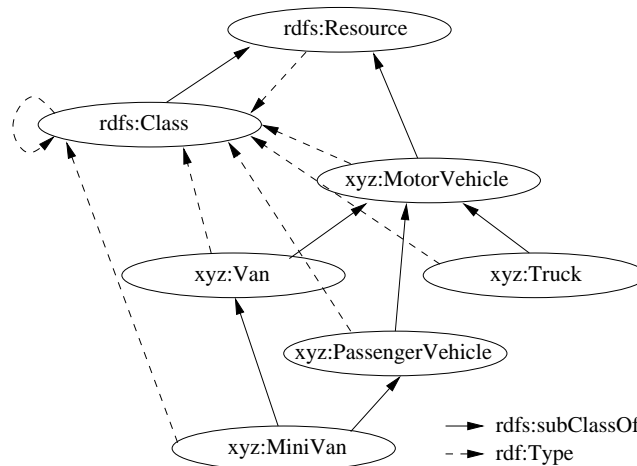 rdfs:Resource
rdfs:Class
xyz:MotorVehicle
xyz:Van
xyz:Truck
xyz:PassengerVehicle
rdfs:subClassOf
xyz:MiniVan
rdf:Type